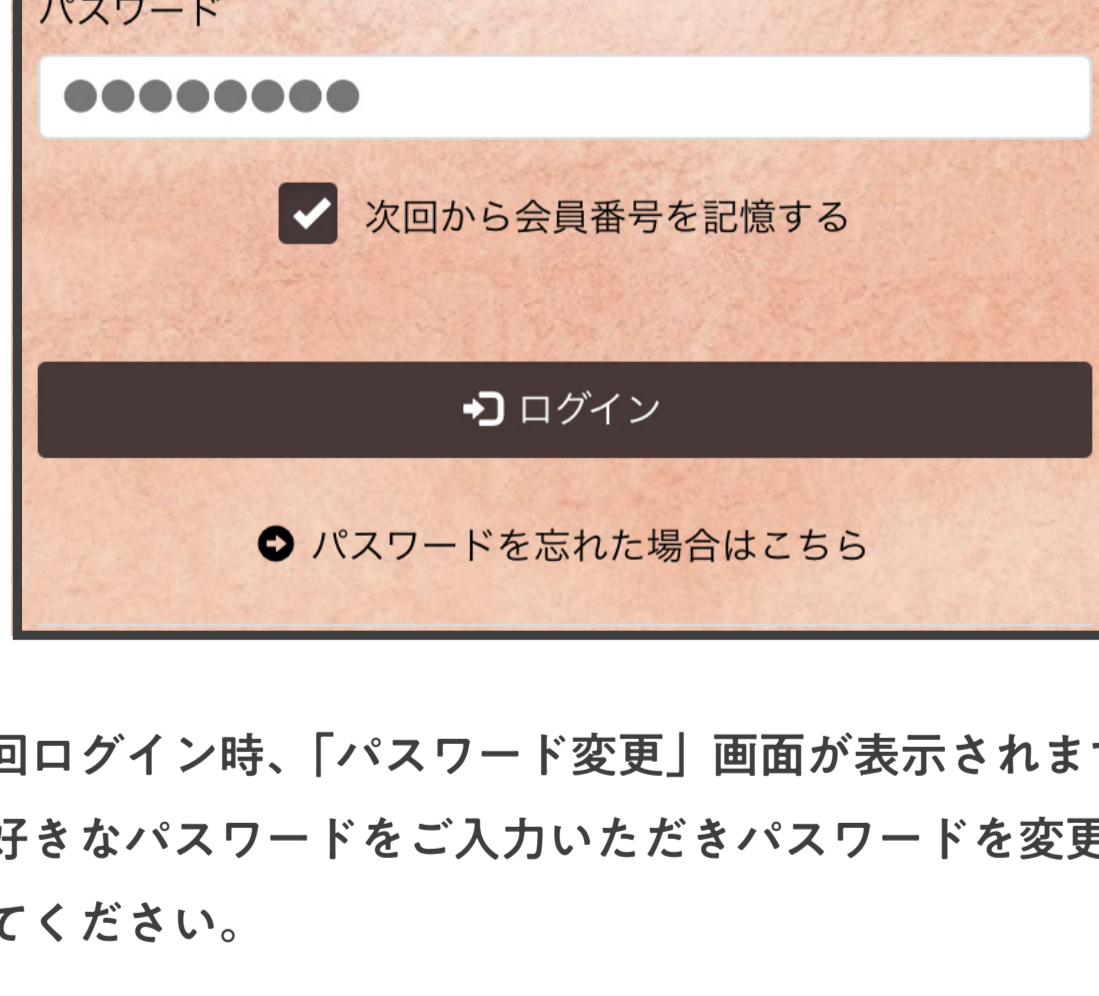 パスワード
●●●●●●●●
次回から会員番号を記憶する
ログイン
パスワードを忘れた場合はこちら
回ログイン時、「パスワード変更」画面が表示されます
好きなパスワードをご入力いただきパスワードを変更
てください。